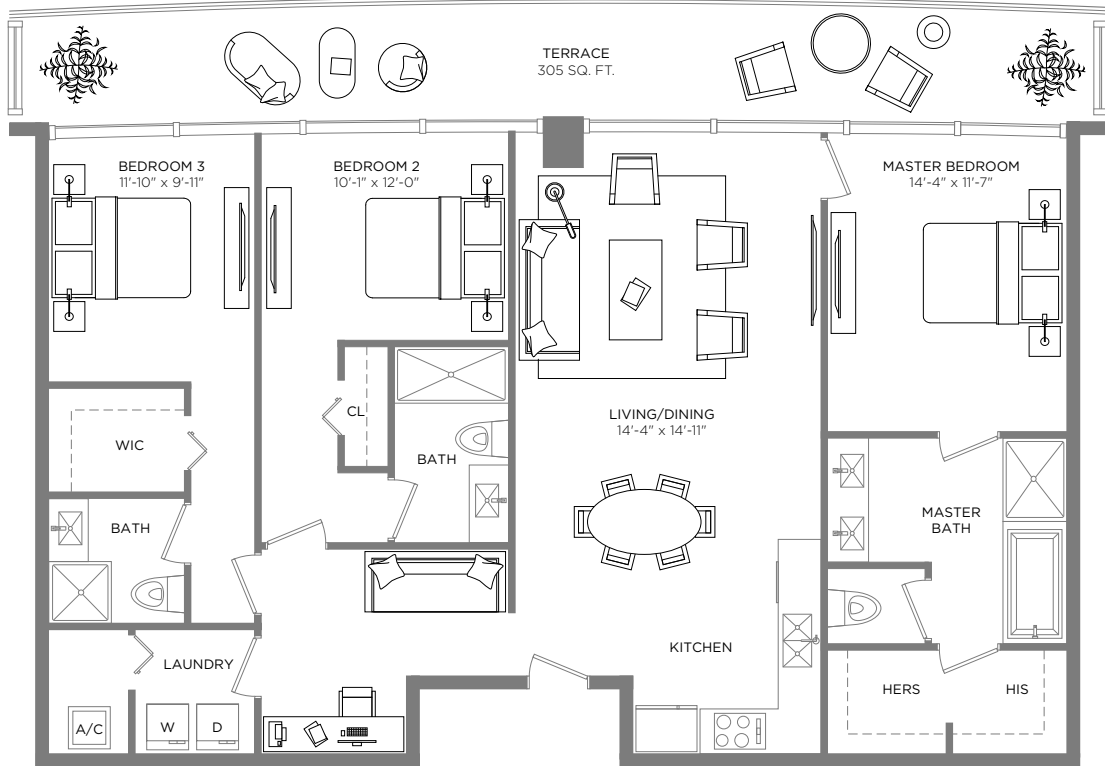 TERRACE
305 SQ. FT.
BEDROOM 3
11'-10" x 9'-11"
BEDROOM 2
10'-1" x 12'-0"
MASTER BEDROOM
14'-4" x 11'-7"
LIVING/DINING
14'-4" x 14'-11"
CL
WIC
BATH
BATH
MASTER
BATH
KITCHEN
LAUNDRY
HERS
HIS
A/C
W
D